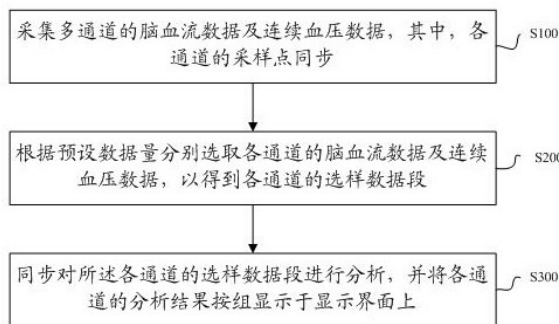 采集多通道的脑血流数据及连续血压数据，其中，各
通道的采样点同步
S100
根据预设数据量分别选取各通道的脑血流数据及连续
血压数据，以得到各通道的选样数据段
S200
同步对所述各通道的选样数据段进行分析，并将各通
道的分析结果按组显示于显示界面上
S300